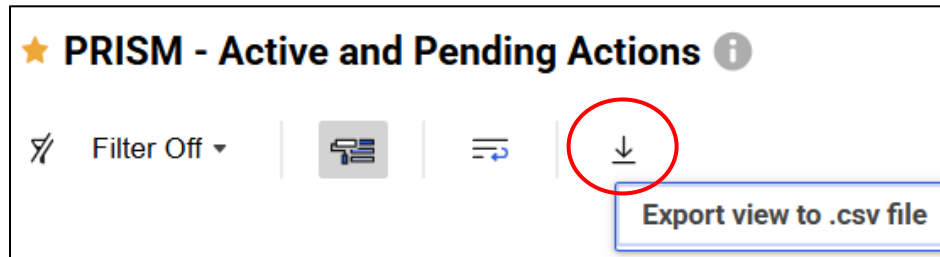 PRISM - Active and Pending Actions
Filter Off
Export view to .csv file